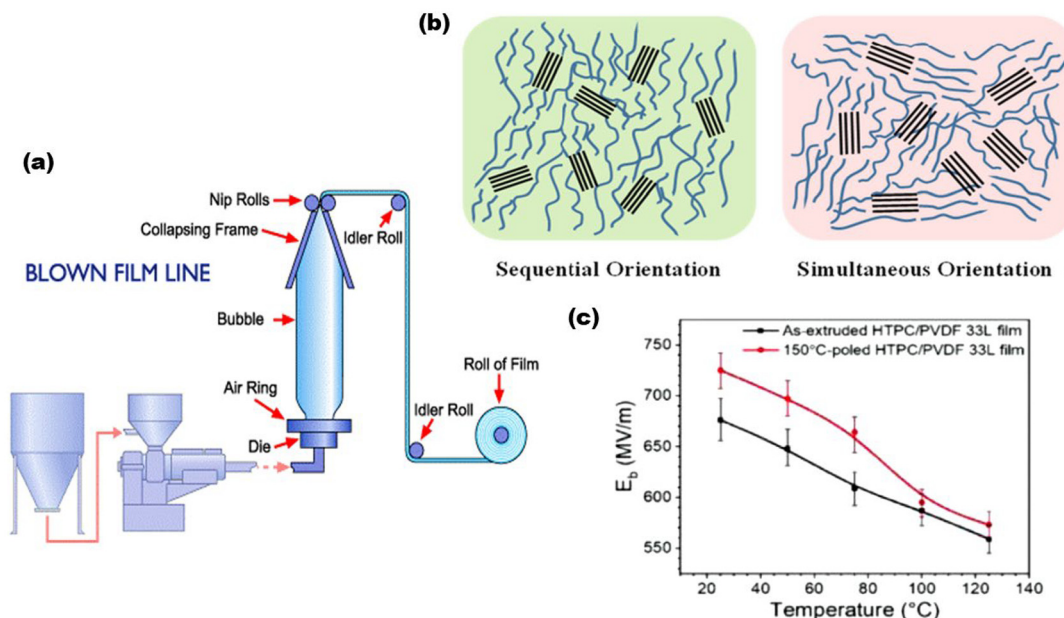 (a)
BLOWN FILM LINE
Nip Rolls
Collapsing Frame
Idler Roll
Bubble
Air Ring
Die
Roll of Film
Idler Roll
(b)
Sequential Orientation
Simultaneous Orientation
(c)
As-extruded HTPC/PVDF 33L film
150°C-poled HTPC/PVDF 33L film
E_b (MV/m)
750
700
650
600
550
20 40 60 80 100 120 140
Temperature (°C)